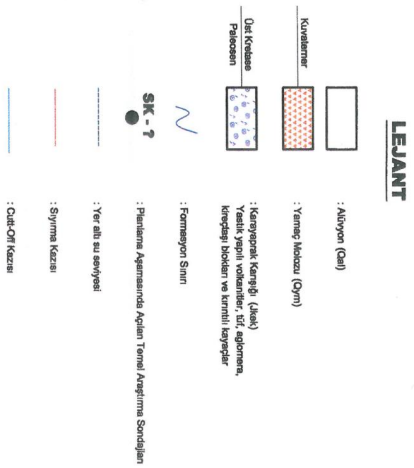 LEJANT
Kuvaterner
: Alüvyon (Qal)
: Yamaç Molozu (Qym)
Üst Kretase
Paleosen
: Karayaprak Karışığı (Jkak)
Yastık yapılı volkanitler, tüf, aglomera,
kireçtaşı blokları ve kırıntılı kayaçlar
: Formasyon Sınırı
SK - ?
: Planlama Aşamasında Açılan Temel Araştırma Sondajları
: Yer altı su seviyesi
: Sıyırma Kazısı
: Cutt-Off Kazısı